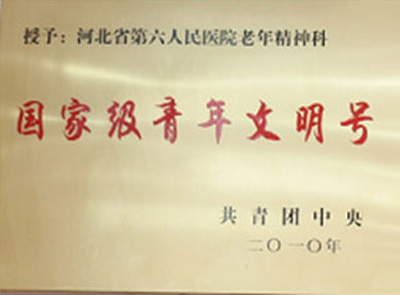 授予：河北省第六人民医院老年精神科
国家级青年文明号
共青团中央
二〇一〇年